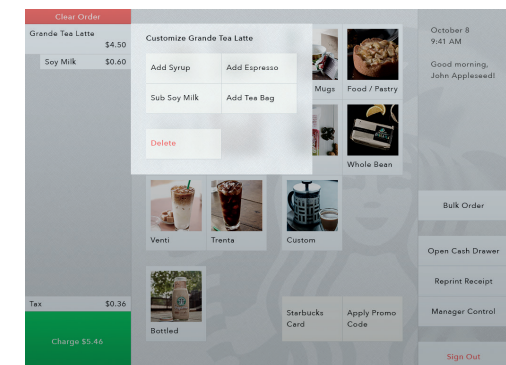 Clear Order
Grande Tea Latte
$4.50
Soy Milk $0.60
Tax $0.36
Charge $5.46
Customize Grande Tea Latte
Add Syrup Add Espresso
Sub Soy Milk Add Tea Bag
Delete
Mugs Food / Pastry
Whole Bean
Venti Trenta Custom
Bottled
Starbucks
Card
Apply Promo
Code
October 8
9:41 AM
Good morning,
John Appleseed!
Bulk Order
Open Cash Drawer
Reprint Receipt
Manager Control
Sign Out